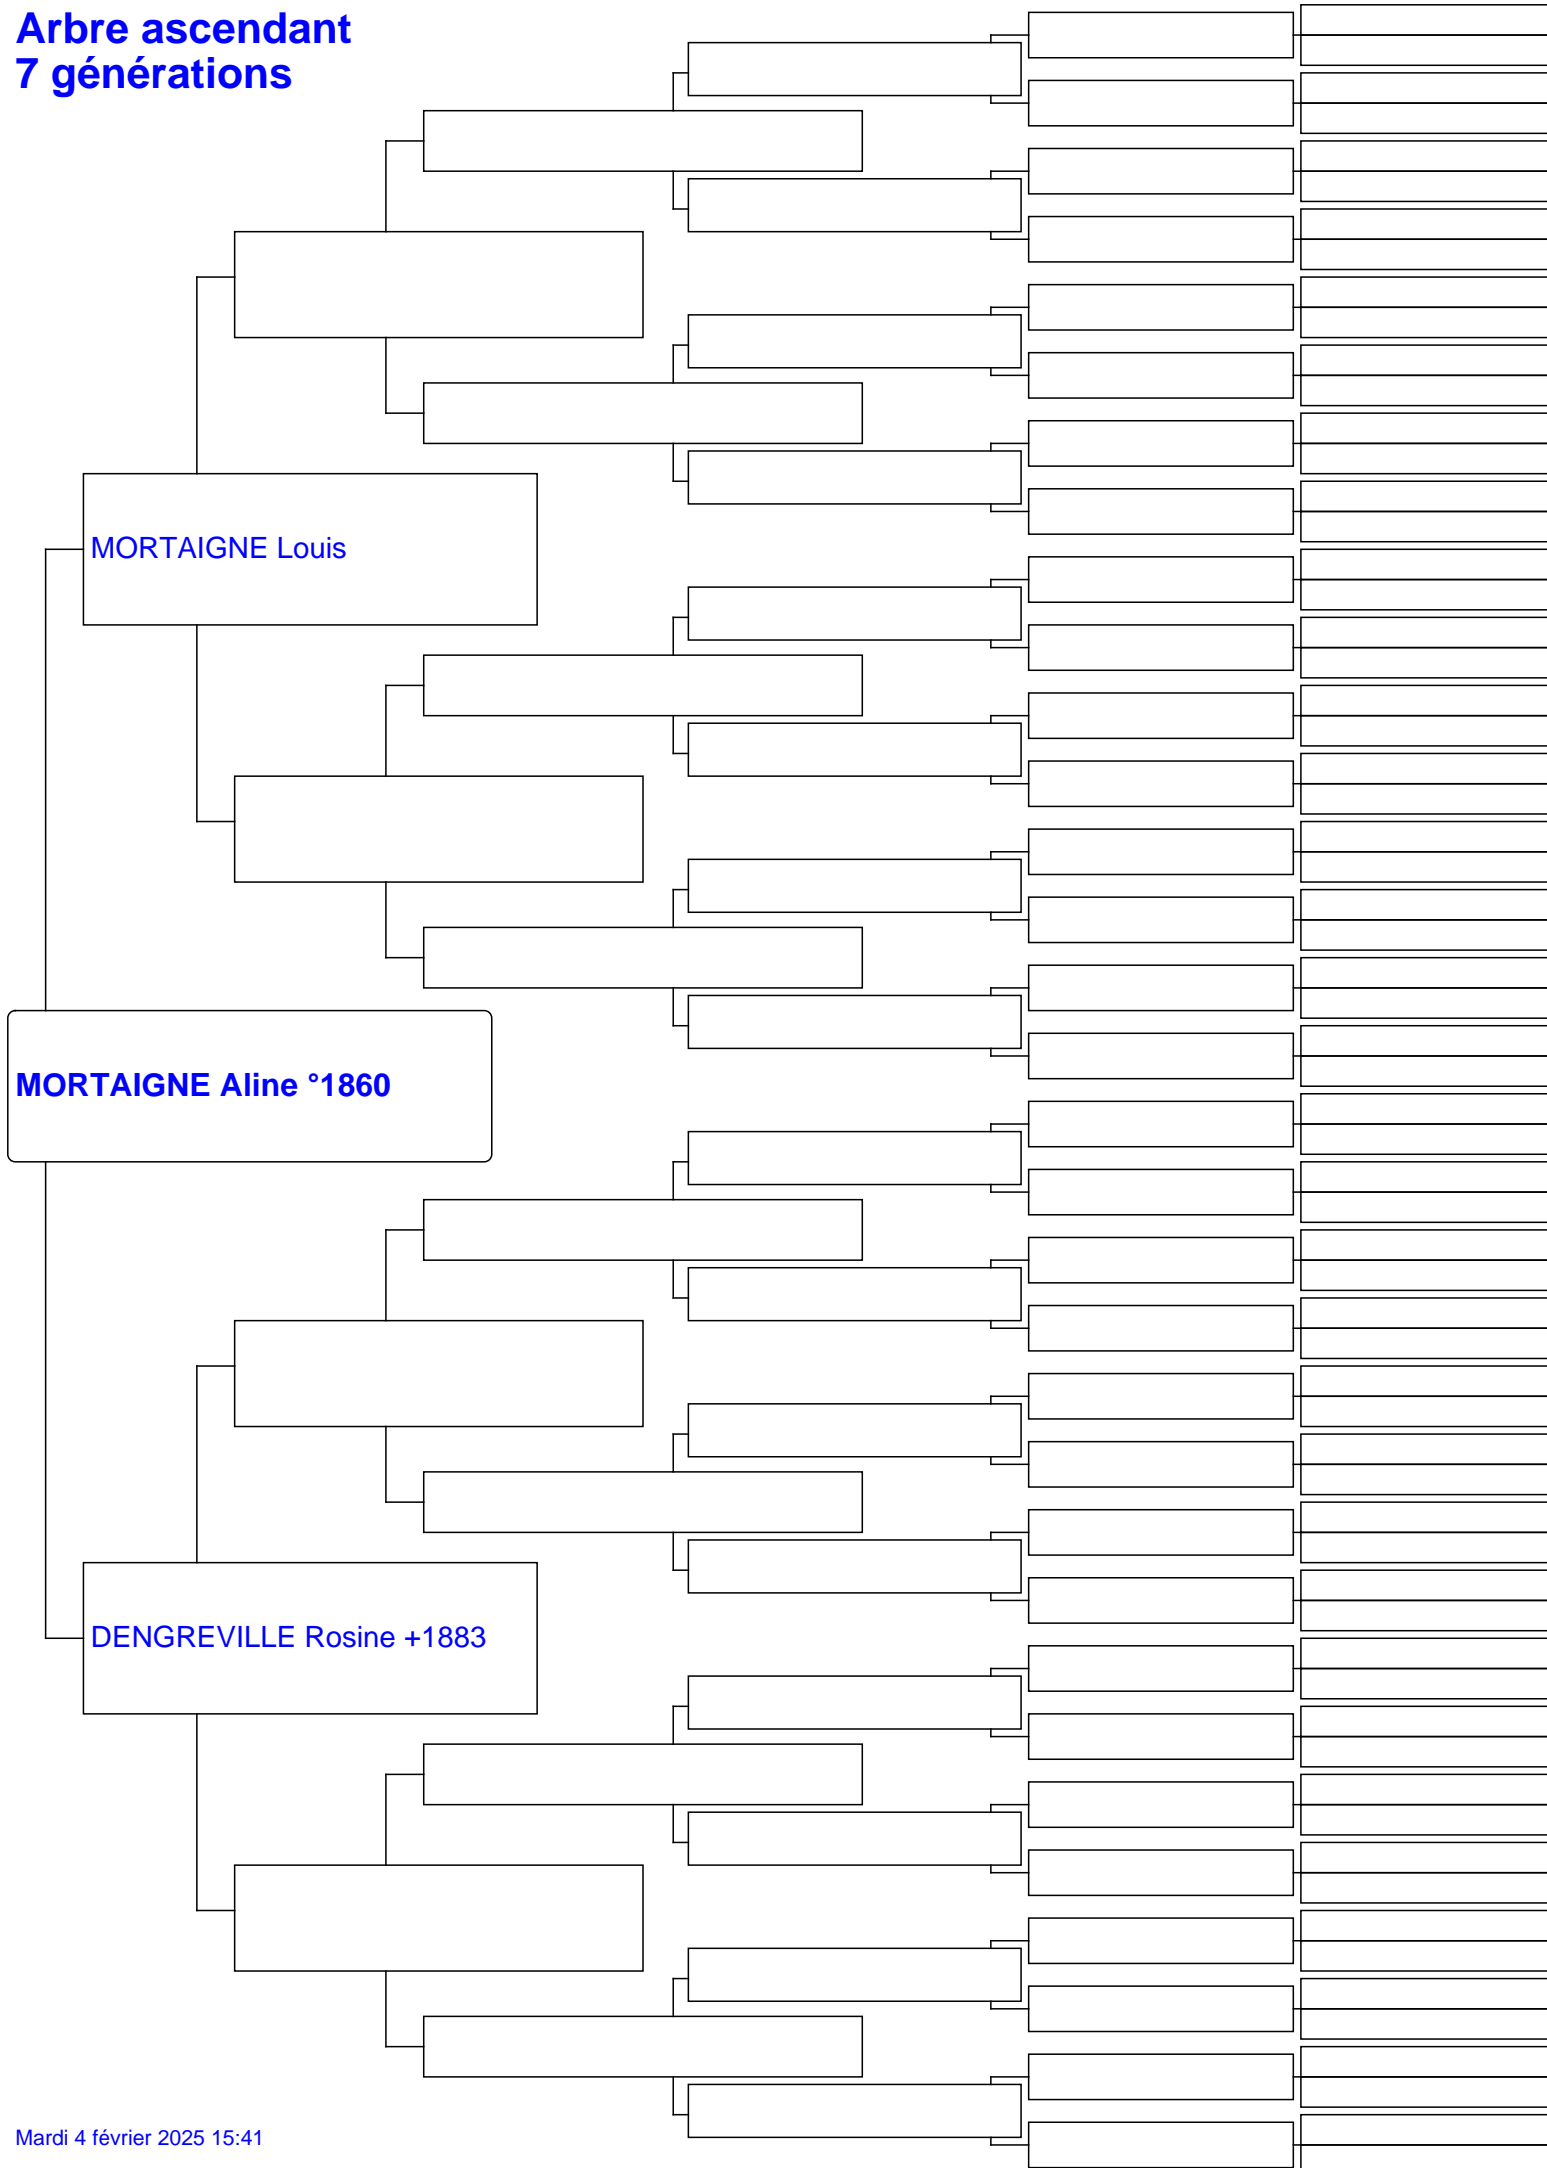 Arbre ascendant
7 générations
MORTAIGNE Louis
MORTAIGNE Aline °1860
DENGREVILLE Rosine +1883
Mardi 4 février 2025 15:41